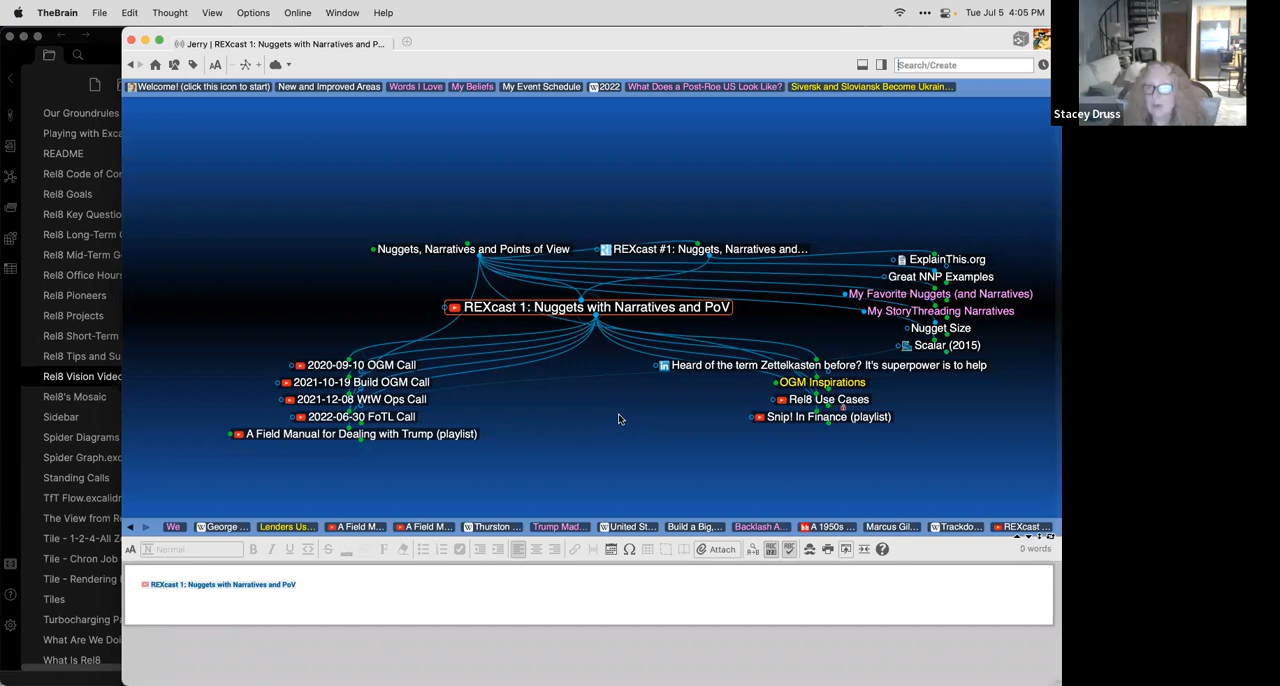 TheBrain File Edit Thought View Options Online Window Help
Tue Jul 5 4:05 PM
Jerry | REXcast 1: Nuggets with Narratives and P...
AA
Search/Create
Welcome! (click this icon to start) New and Improved Areas Words I Love My Beliefs My Event Schedule 2022 What Does a Post-Roe US Look Like? Siversk and Sloviansk Become Ukrain...
Stacey Druss
Our Groundrules
Playing with Exca
README
Rel8 Code of Con
Rel8 Goals
Rel8 Key Questio
Rel8 Long-Term
Rel8 Mid-Term G
Rel8 Office Hours
Rel8 Pioneers
Rel8 Projects
Rel8 Short-Term
Rel8 Tips and Su
Rel8 Vision Video
Rel8's Mosaic
Sidebar
Spider Diagrams
Spider Graph.exc
Standing Calls
TfT Flow.excalidr
The View from R
Tile - 1-2-4-All Z
Tile - Chron Job
Tile - Rendering
Tiles
Turbocharging Pa
What Are We Do
What Is Rel8
Nuggets, Narratives and Points of View
REXcast #1: Nuggets, Narratives and...
ExplainThis.org
Great NNP Examples
My Favorite Nuggets (and Narratives)
My StoryThreading Narratives
Nugget Size
Scalar (2015)
REXcast 1: Nuggets with Narratives and PoV
2020-09-10 OGM Call
2021-10-19 Build OGM Call
2021-12-08 WtW Ops Call
2022-06-30 FoTL Call
A Field Manual for Dealing with Trump (playlist)
Heard of the term Zettelkasten before? It's superpower is to help
OGM Inspirations
Rel8 Use Cases
Snip! In Finance (playlist)
We George ... Lenders Us... A Field M... A Field M... Thurston ... Trump Mad... United St... Build a Big,... Backlash A... A 1950s ... Marcus Gil... Trackdo... REXcast ...
AA Normal B I U S F Attach 0 words
REXcast 1: Nuggets with Narratives and PoV